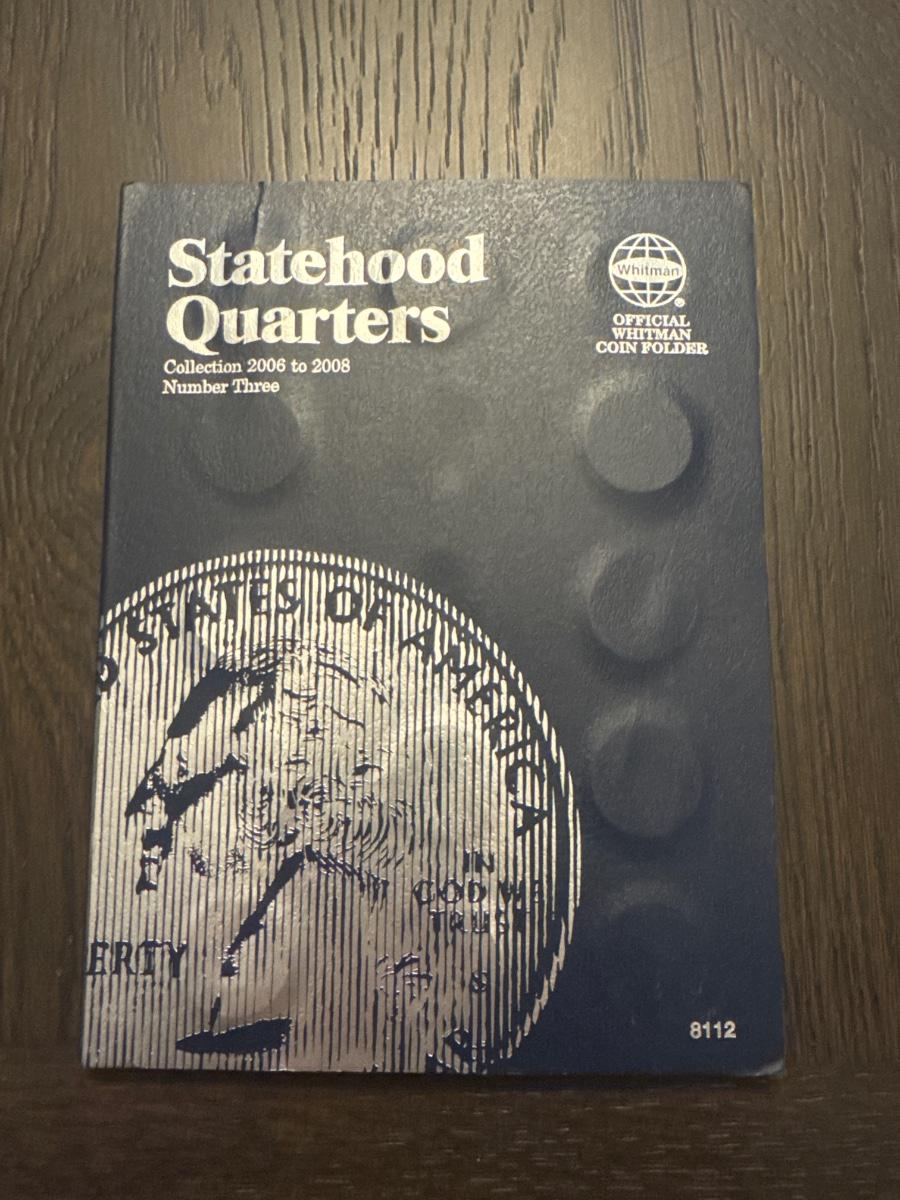 Statehood
Quarters
Collection 2006 to 2008
Number Three
Whitman
®
OFFICIAL
WHITMAN
COIN FOLDER
D STATES OF AMERICA
IN
GOD WE
TRUST
ERTY
S
8112